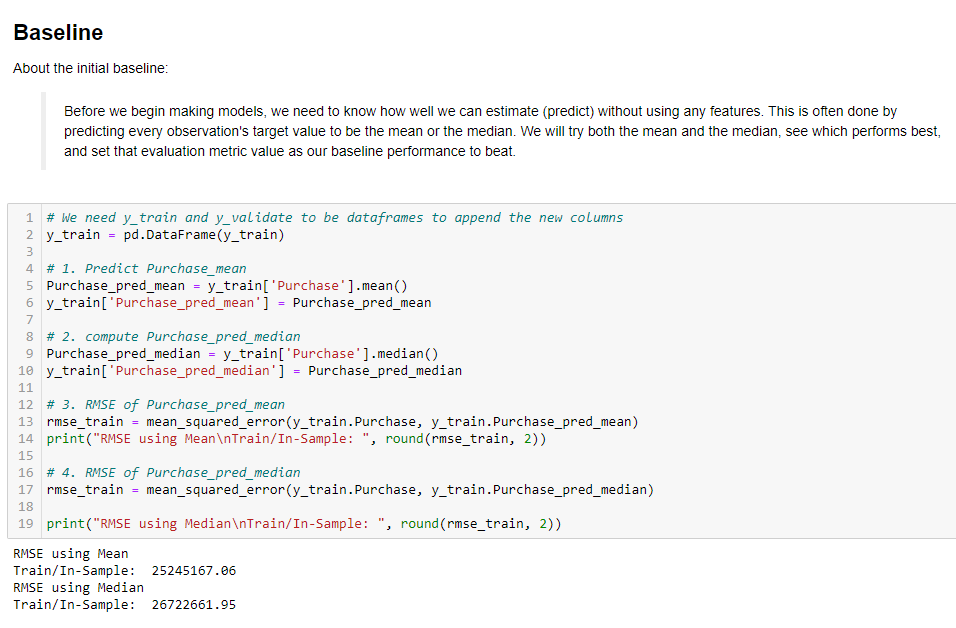 Baseline
About the initial baseline:
Before we begin making models, we need to know how well we can estimate (predict) without using any features. This is often done by
predicting every observation's target value to be the mean or the median. We will try both the mean and the median, see which performs best,
and set that evaluation metric value as our baseline performance to beat.
1 # We need y_train and y_validate to be dataframes to append the new columns
2 y_train = pd.DataFrame(y_train)
3
4 # 1. Predict Purchase_mean
5 Purchase_pred_mean = y_train['Purchase'].mean()
6 y_train['Purchase_pred_mean'] = Purchase_pred_mean
7
8 # 2. compute Purchase_pred_median
9 Purchase_pred_median = y_train['Purchase'].median()
10 y_train['Purchase_pred_median'] = Purchase_pred_median
11
12 # 3. RMSE of Purchase_pred_mean
13 rmse_train = mean_squared_error(y_train.Purchase, y_train.Purchase_pred_mean)
14 print("RMSE using Mean\nTrain/In-Sample: ", round(rmse_train, 2))
15
16 # 4. RMSE of Purchase_pred_median
17 rmse_train = mean_squared_error(y_train.Purchase, y_train.Purchase_pred_median)
18
19 print("RMSE using Median\nTrain/In-Sample: ", round(rmse_train, 2))
RMSE using Mean
Train/In-Sample:  25245167.06
RMSE using Median
Train/In-Sample:  26722661.95